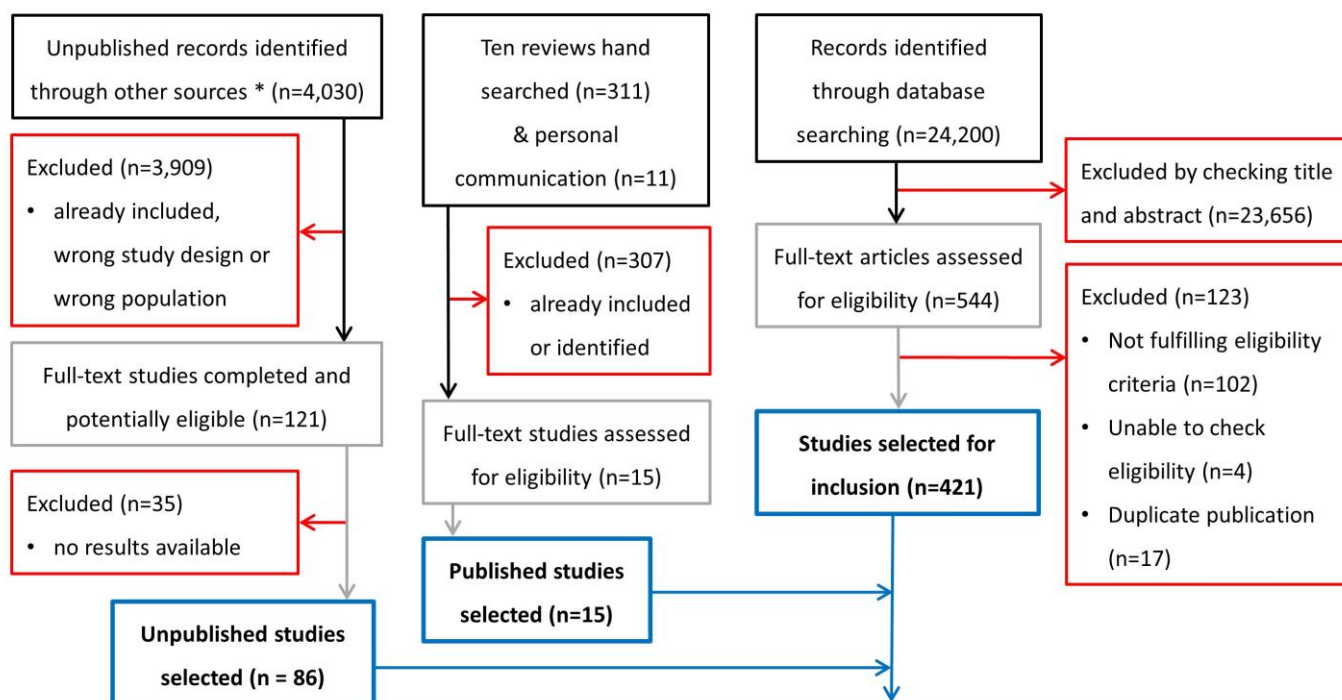 Unpublished records identified
through other sources * (n=4,030)
Excluded (n=3,909)
• already included,
wrong study design or
wrong population
Full-text studies completed and
potentially eligible (n=121)
Excluded (n=35)
• no results available
Unpublished studies
selected (n = 86)
Ten reviews hand
searched (n=311)
& personal
communication (n=11)
Excluded (n=307)
• already included
or identified
Full-text studies assessed
for eligibility (n=15)
Published studies
selected (n=15)
Records identified
through database
searching (n=24,200)
Excluded by checking title
and abstract (n=23,656)
Full-text articles assessed
for eligibility (n=544)
Excluded (n=123)
• Not fulfilling eligibility
criteria (n=102)
• Unable to check
eligibility (n=4)
• Duplicate publication
(n=17)
Studies selected for
inclusion (n=421)